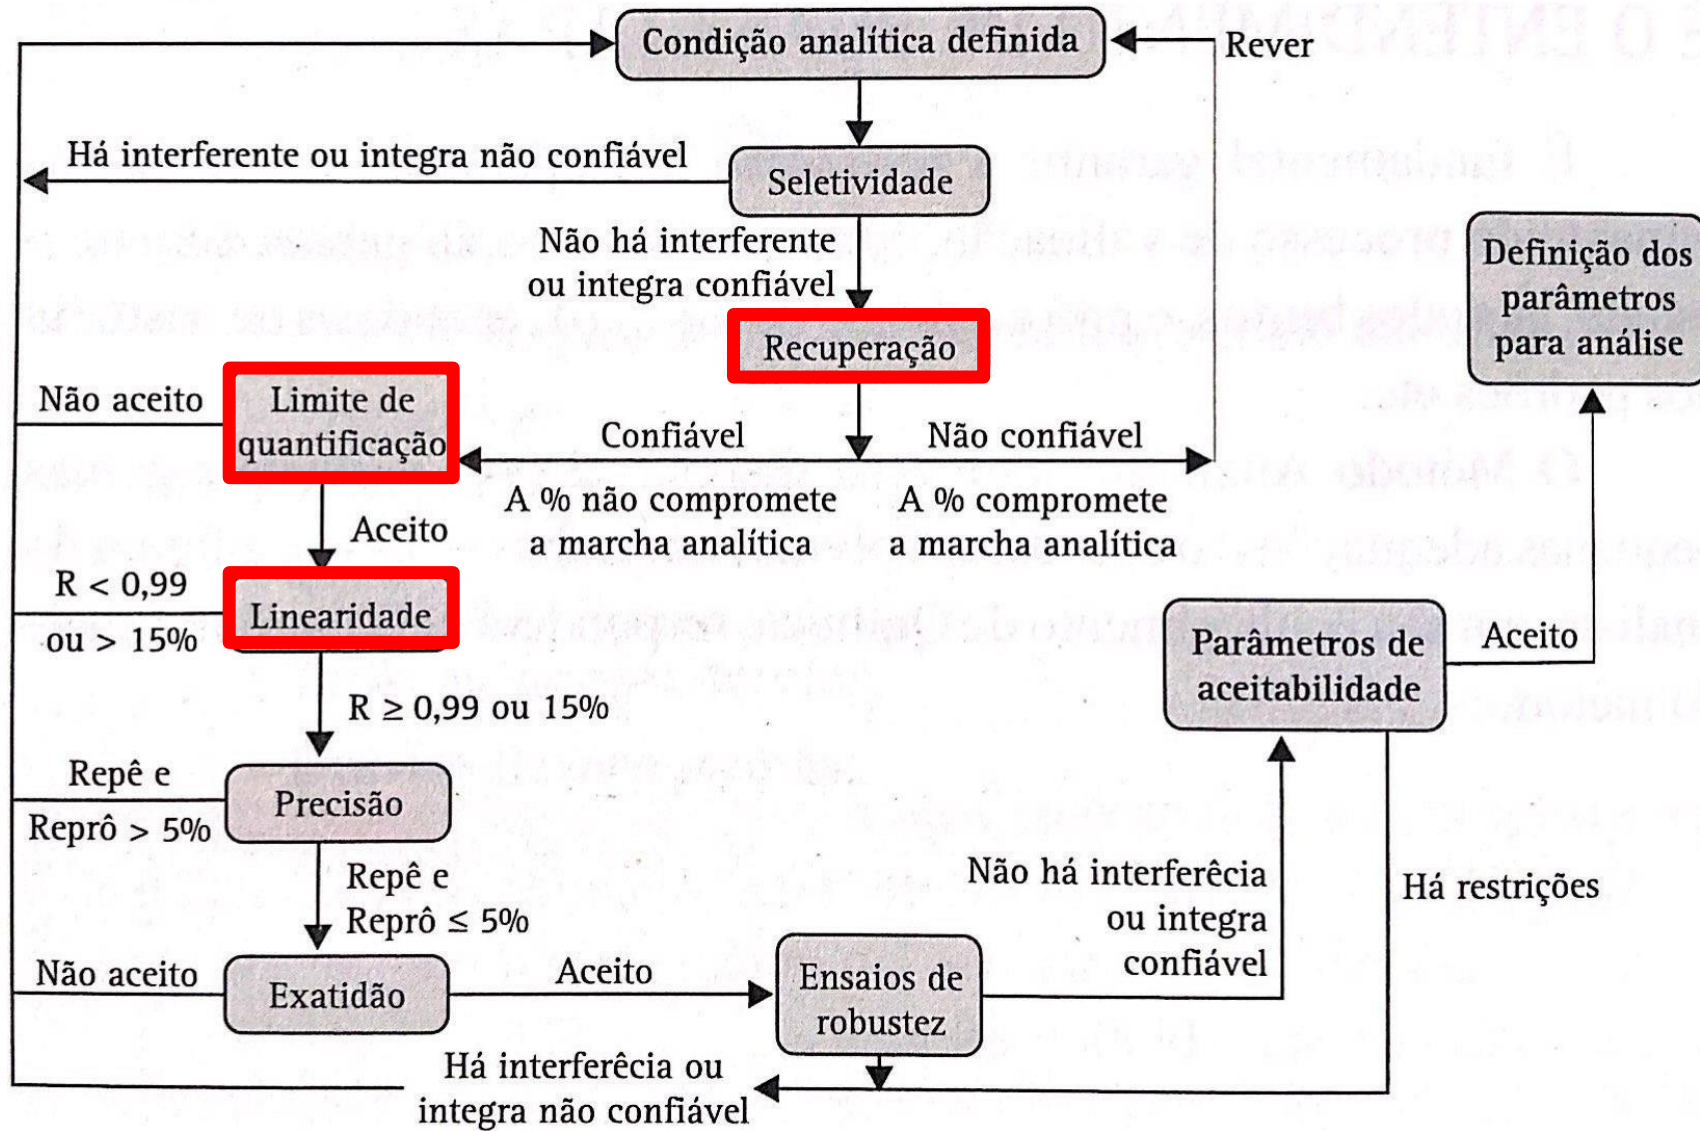 Condição analítica definida
Rever
Há interferente ou integra não confiável
Seletividade
Não há interferente
ou integra confiável
Definição dos
parâmetros
para análise
Recuperação
Não aceito
Limite de
quantificação
Confiável
Não confiável
A % não compromete
a marcha analítica
A % compromete
a marcha analítica
Aceito
R < 0,99
ou > 15%
Linearidade
R ≥ 0,99 ou 15%
Parâmetros de
aceitabilidade
Aceito
Repê e
Reprô > 5%
Precisão
Repê e
Reprô ≤ 5%
Não há interferêcia
ou integra
confiável
Há restrições
Não aceito
Exatidão
Aceito
Ensaios de
robustez
Há interferêcia ou
integra não confiável